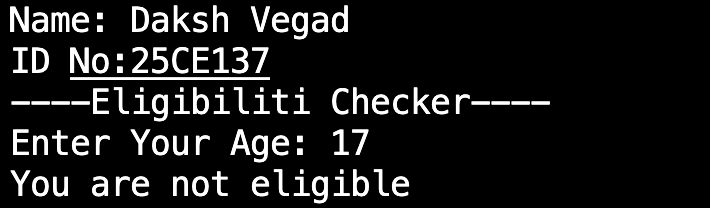 Name: Daksh Vegad
ID No:25CE137
----Eligibiliti Checker----
Enter Your Age: 17
You are not eligible